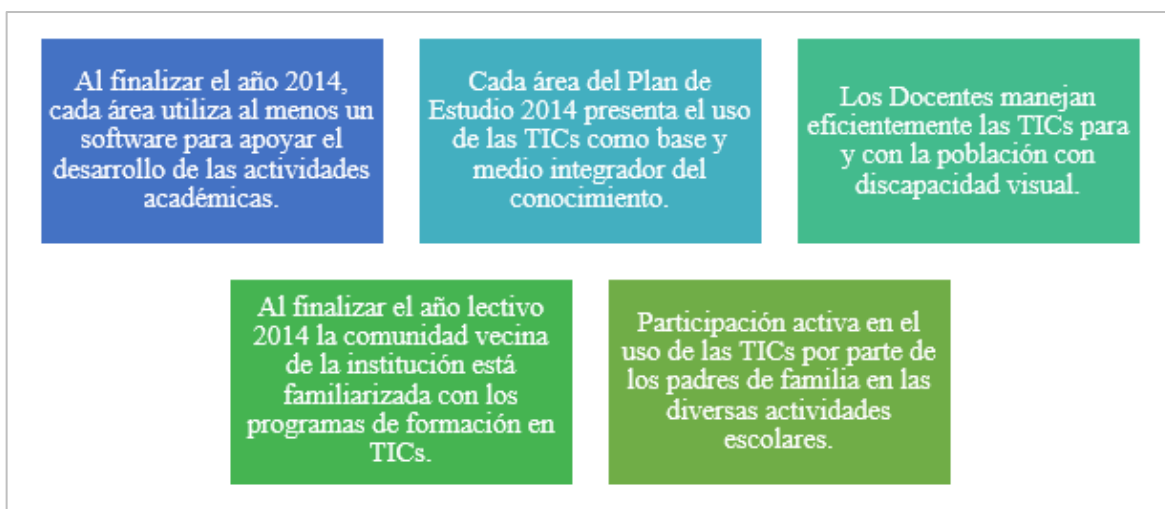 Al finalizar el año 2014,
cada área utiliza al menos un
software para apoyar el
desarrollo de las actividades
académicas.
Cada área del Plan de
Estudio 2014 presenta el uso
de las TICs como base y
medio integrador del
conocimiento.
Los Docentes manejan
eficientemente las TICs para
y con la población con
discapacidad visual.
Al finalizar el año lectivo
2014 la comunidad vecina
de la institución está
familiarizada con los
programas de formación en
TICs.
Participación activa en el
uso de las TICs por parte de
los padres de familia en las
diversas actividades
escolares.